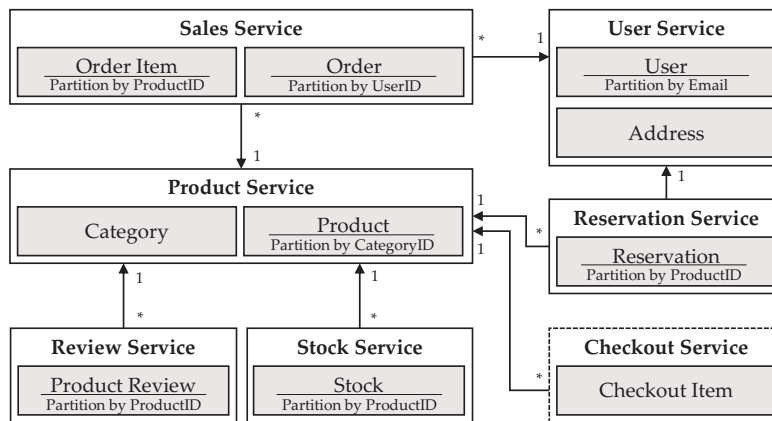 Sales Service
Order Item
Partition by ProductID
Order
Partition by UserID
*
1
User Service
User
Partition by Email
Address
*
1
1
Product Service
Category
Product
Partition by CategoryID
1
1
*
Reservation Service
Reservation
Partition by ProductID
1
*
1
*
Review Service
Product Review
Partition by ProductID
Stock Service
Stock
Partition by ProductID
*
Checkout Service
Checkout Item